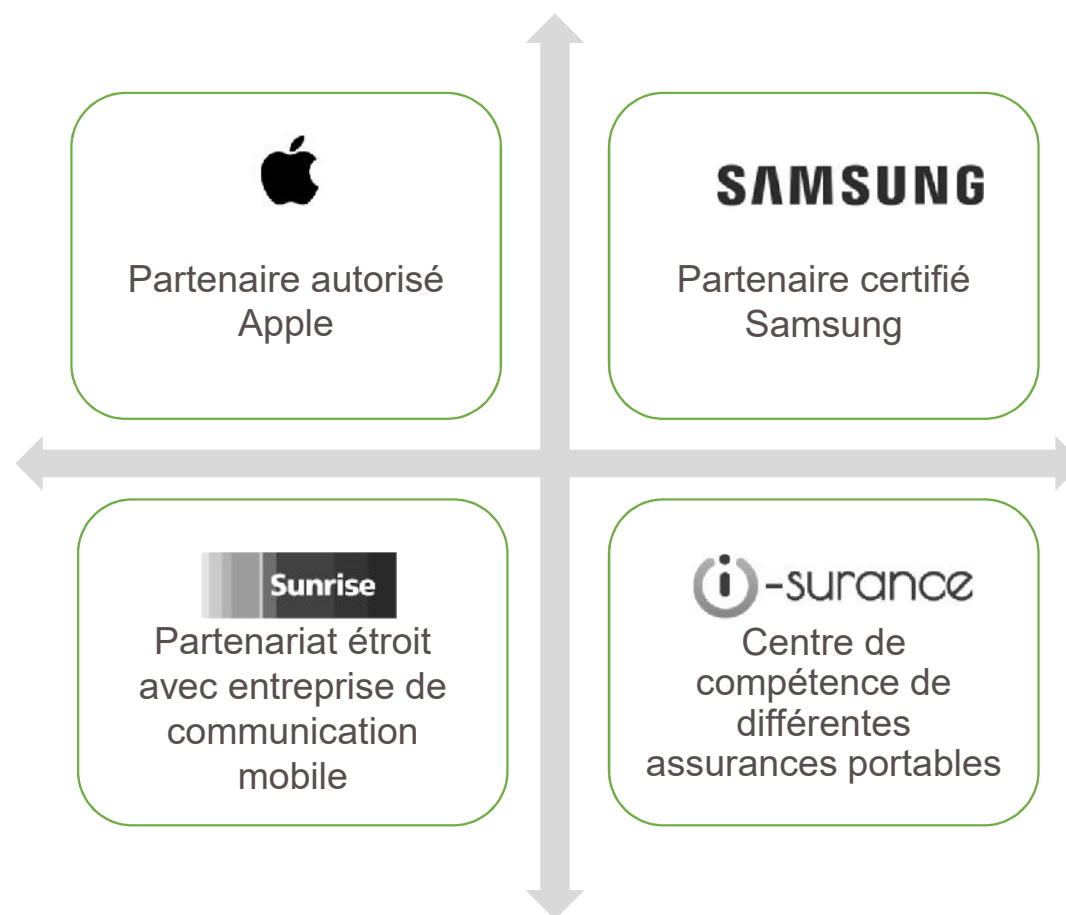 Partenaire autorisé
Apple
SAMSUNG
Partenaire certifié
Samsung
Sunrise
Partenariat étroit
avec entreprise de
communication
mobile
i-surance
Centre de
compétence de
différentes
assurances portables